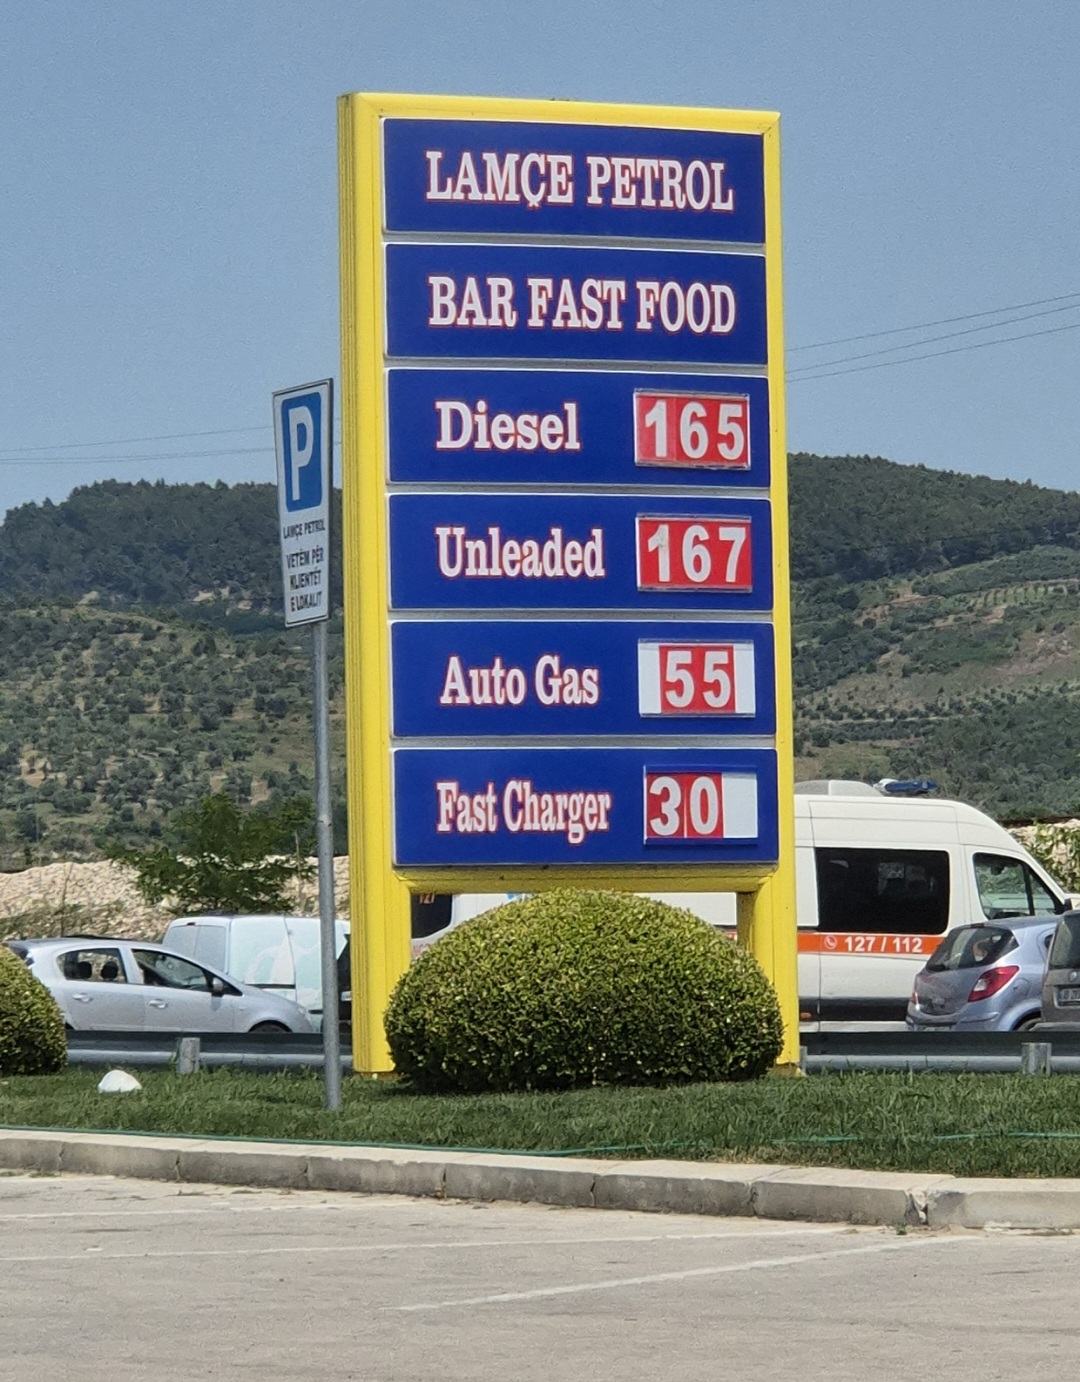 LAMÇE PETROL
BAR FAST FOOD
Diesel 165
Unleaded 167
Auto Gas 55
Fast Charger 30
P
LAMÇE PETROL
VETËM PËR
KLIENTËT
E LOKALIT
127 / 112